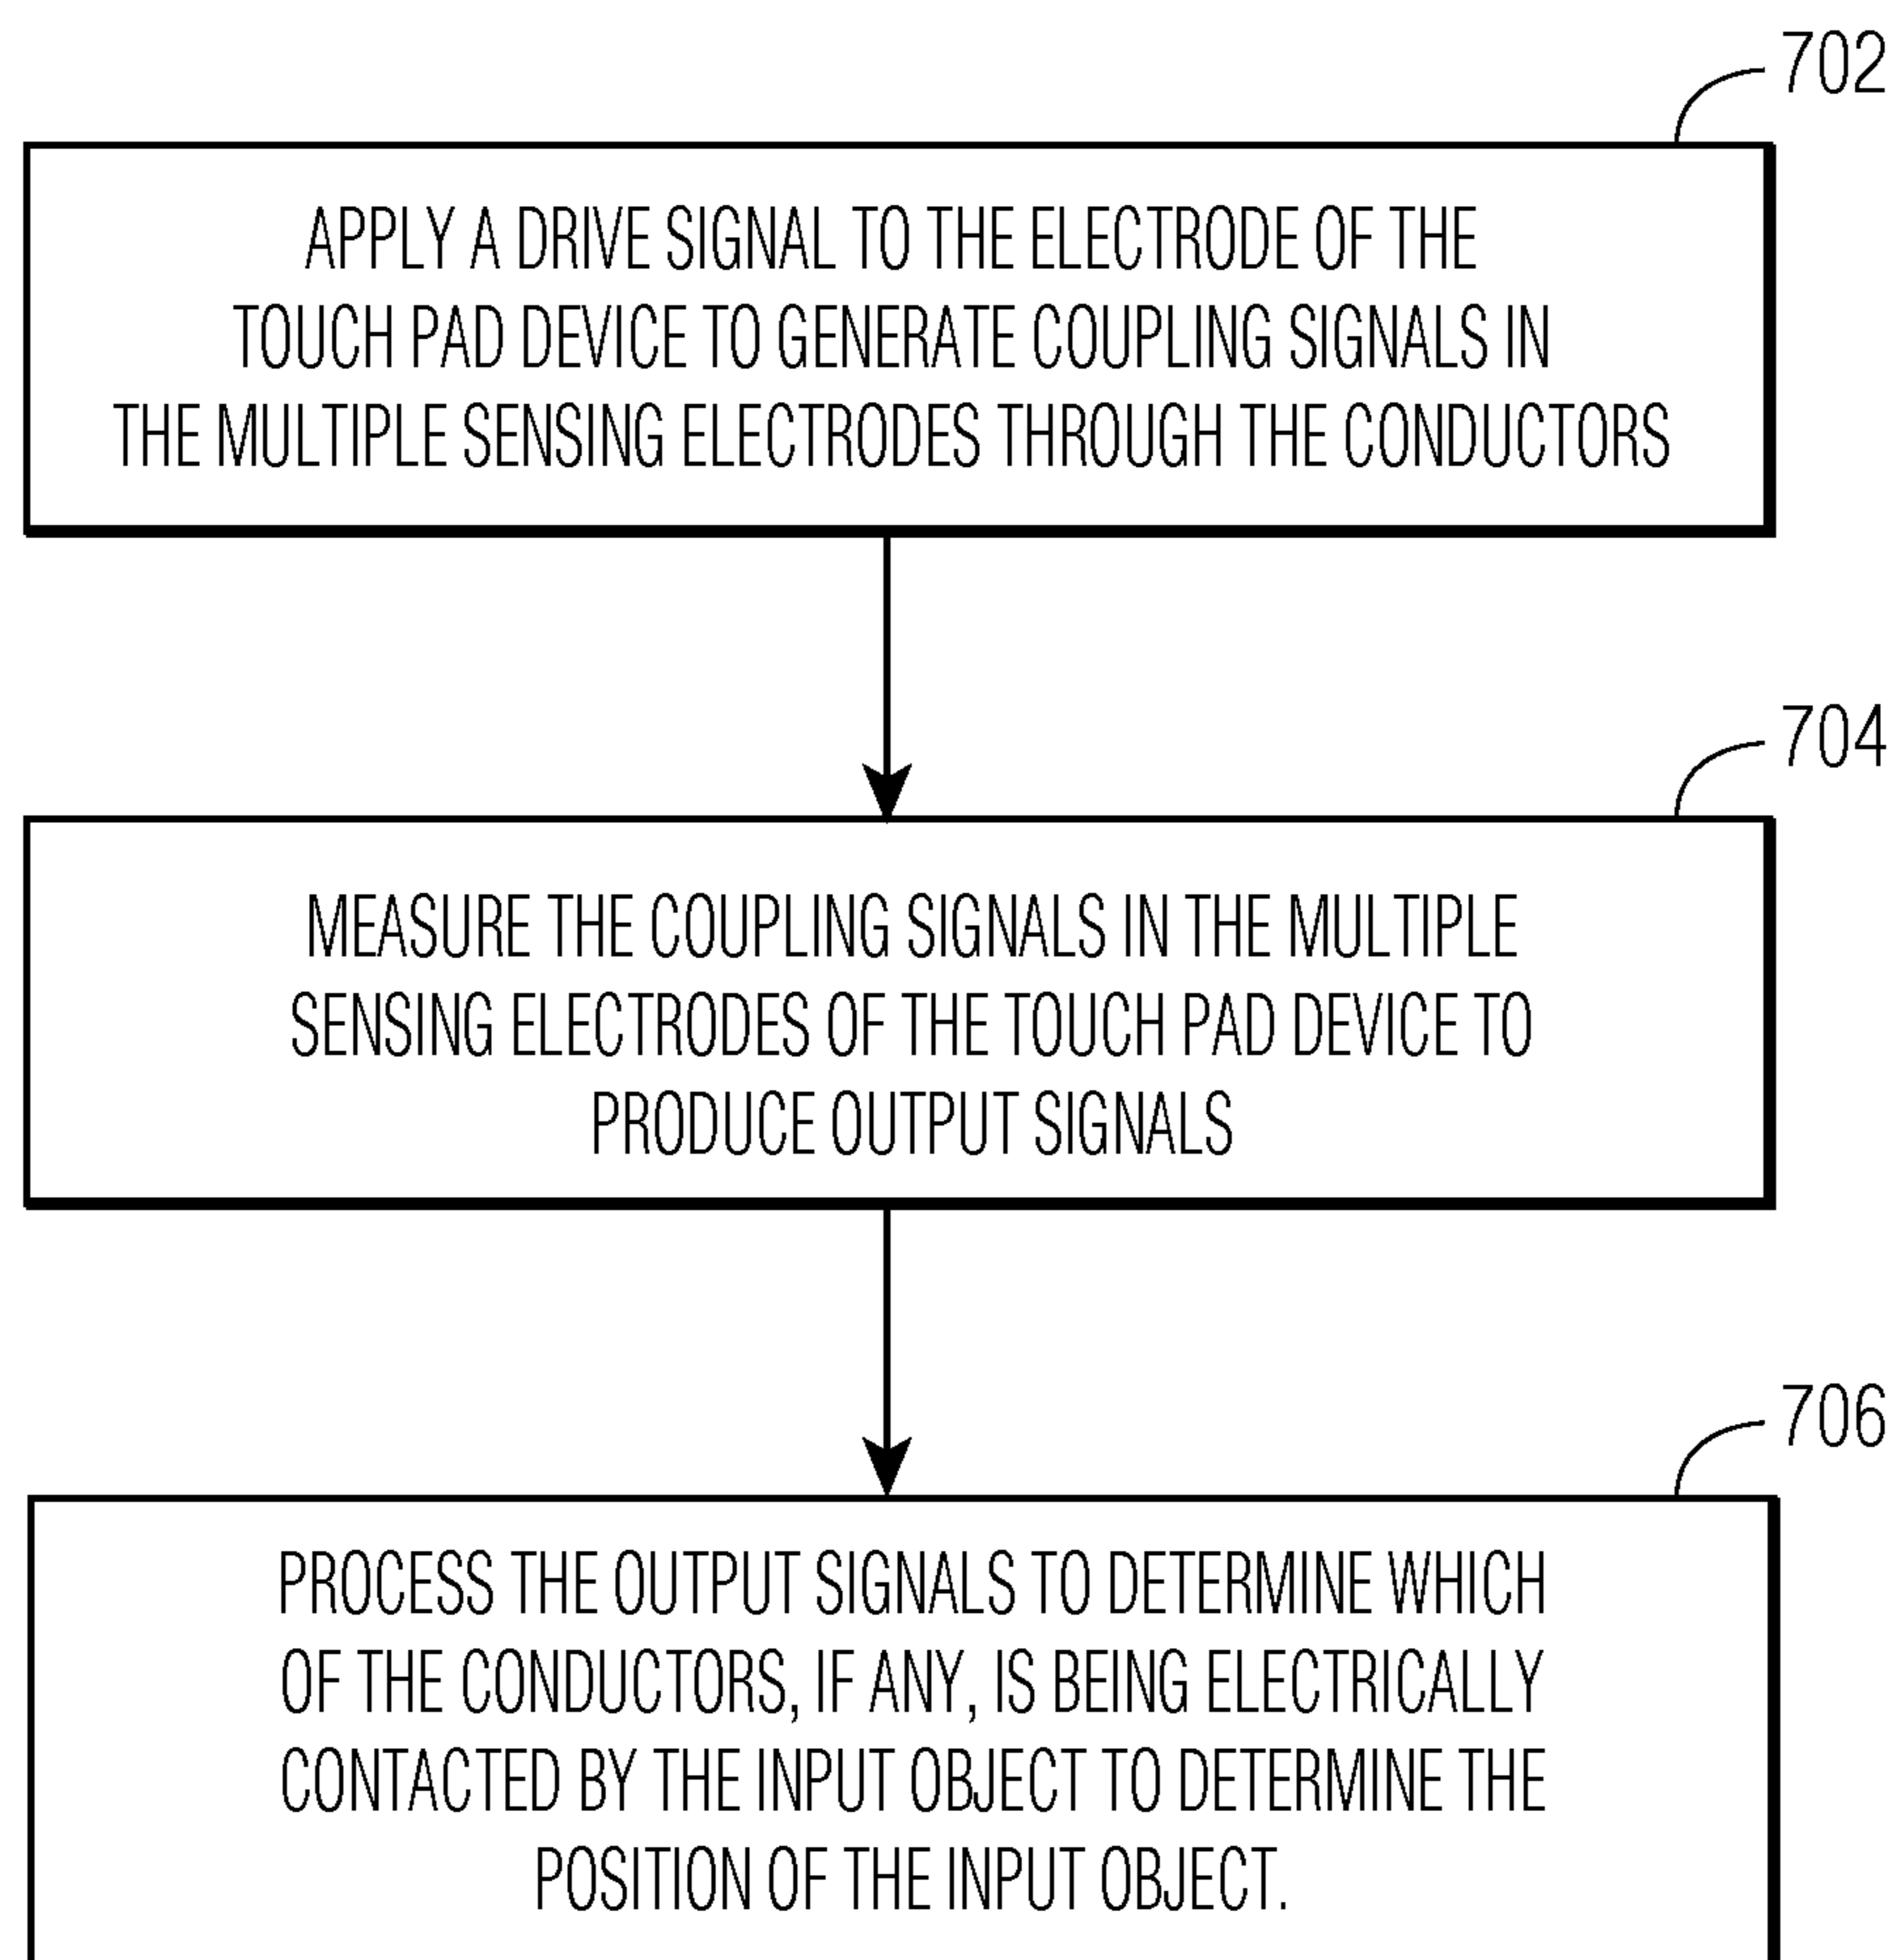 702
APPLY A DRIVE SIGNAL TO THE ELECTRODE OF THE
TOUCH PAD DEVICE TO GENERATE COUPLING SIGNALS IN
THE MULTIPLE SENSING ELECTRODES THROUGH THE CONDUCTORS
704
MEASURE THE COUPLING SIGNALS IN THE MULTIPLE
SENSING ELECTRODES OF THE TOUCH PAD DEVICE TO
PRODUCE OUTPUT SIGNALS
706
PROCESS THE OUTPUT SIGNALS TO DETERMINE WHICH
OF THE CONDUCTORS, IF ANY, IS BEING ELECTRICALLY
CONTACTED BY THE INPUT OBJECT TO DETERMINE THE
POSITION OF THE INPUT OBJECT.